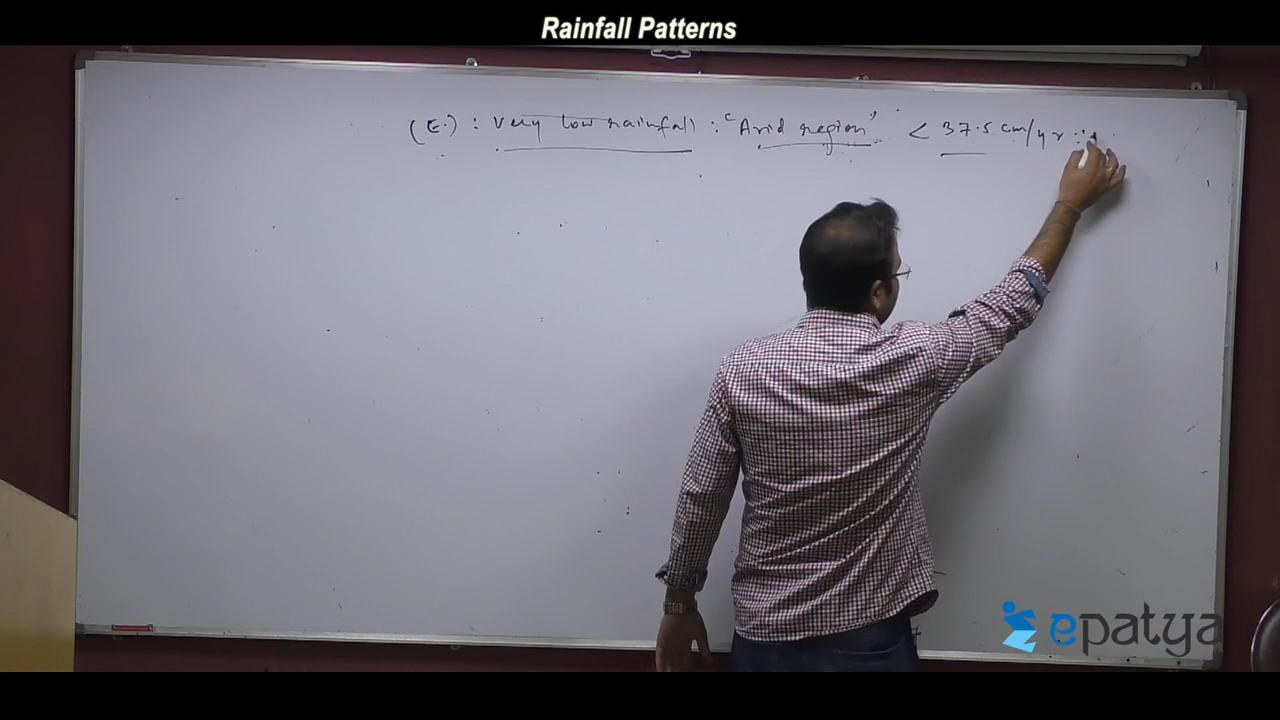 Rainfall Patterns
(E.) : Very low rainfall : "Arid region" < 37.5 cm/yr :
epatya